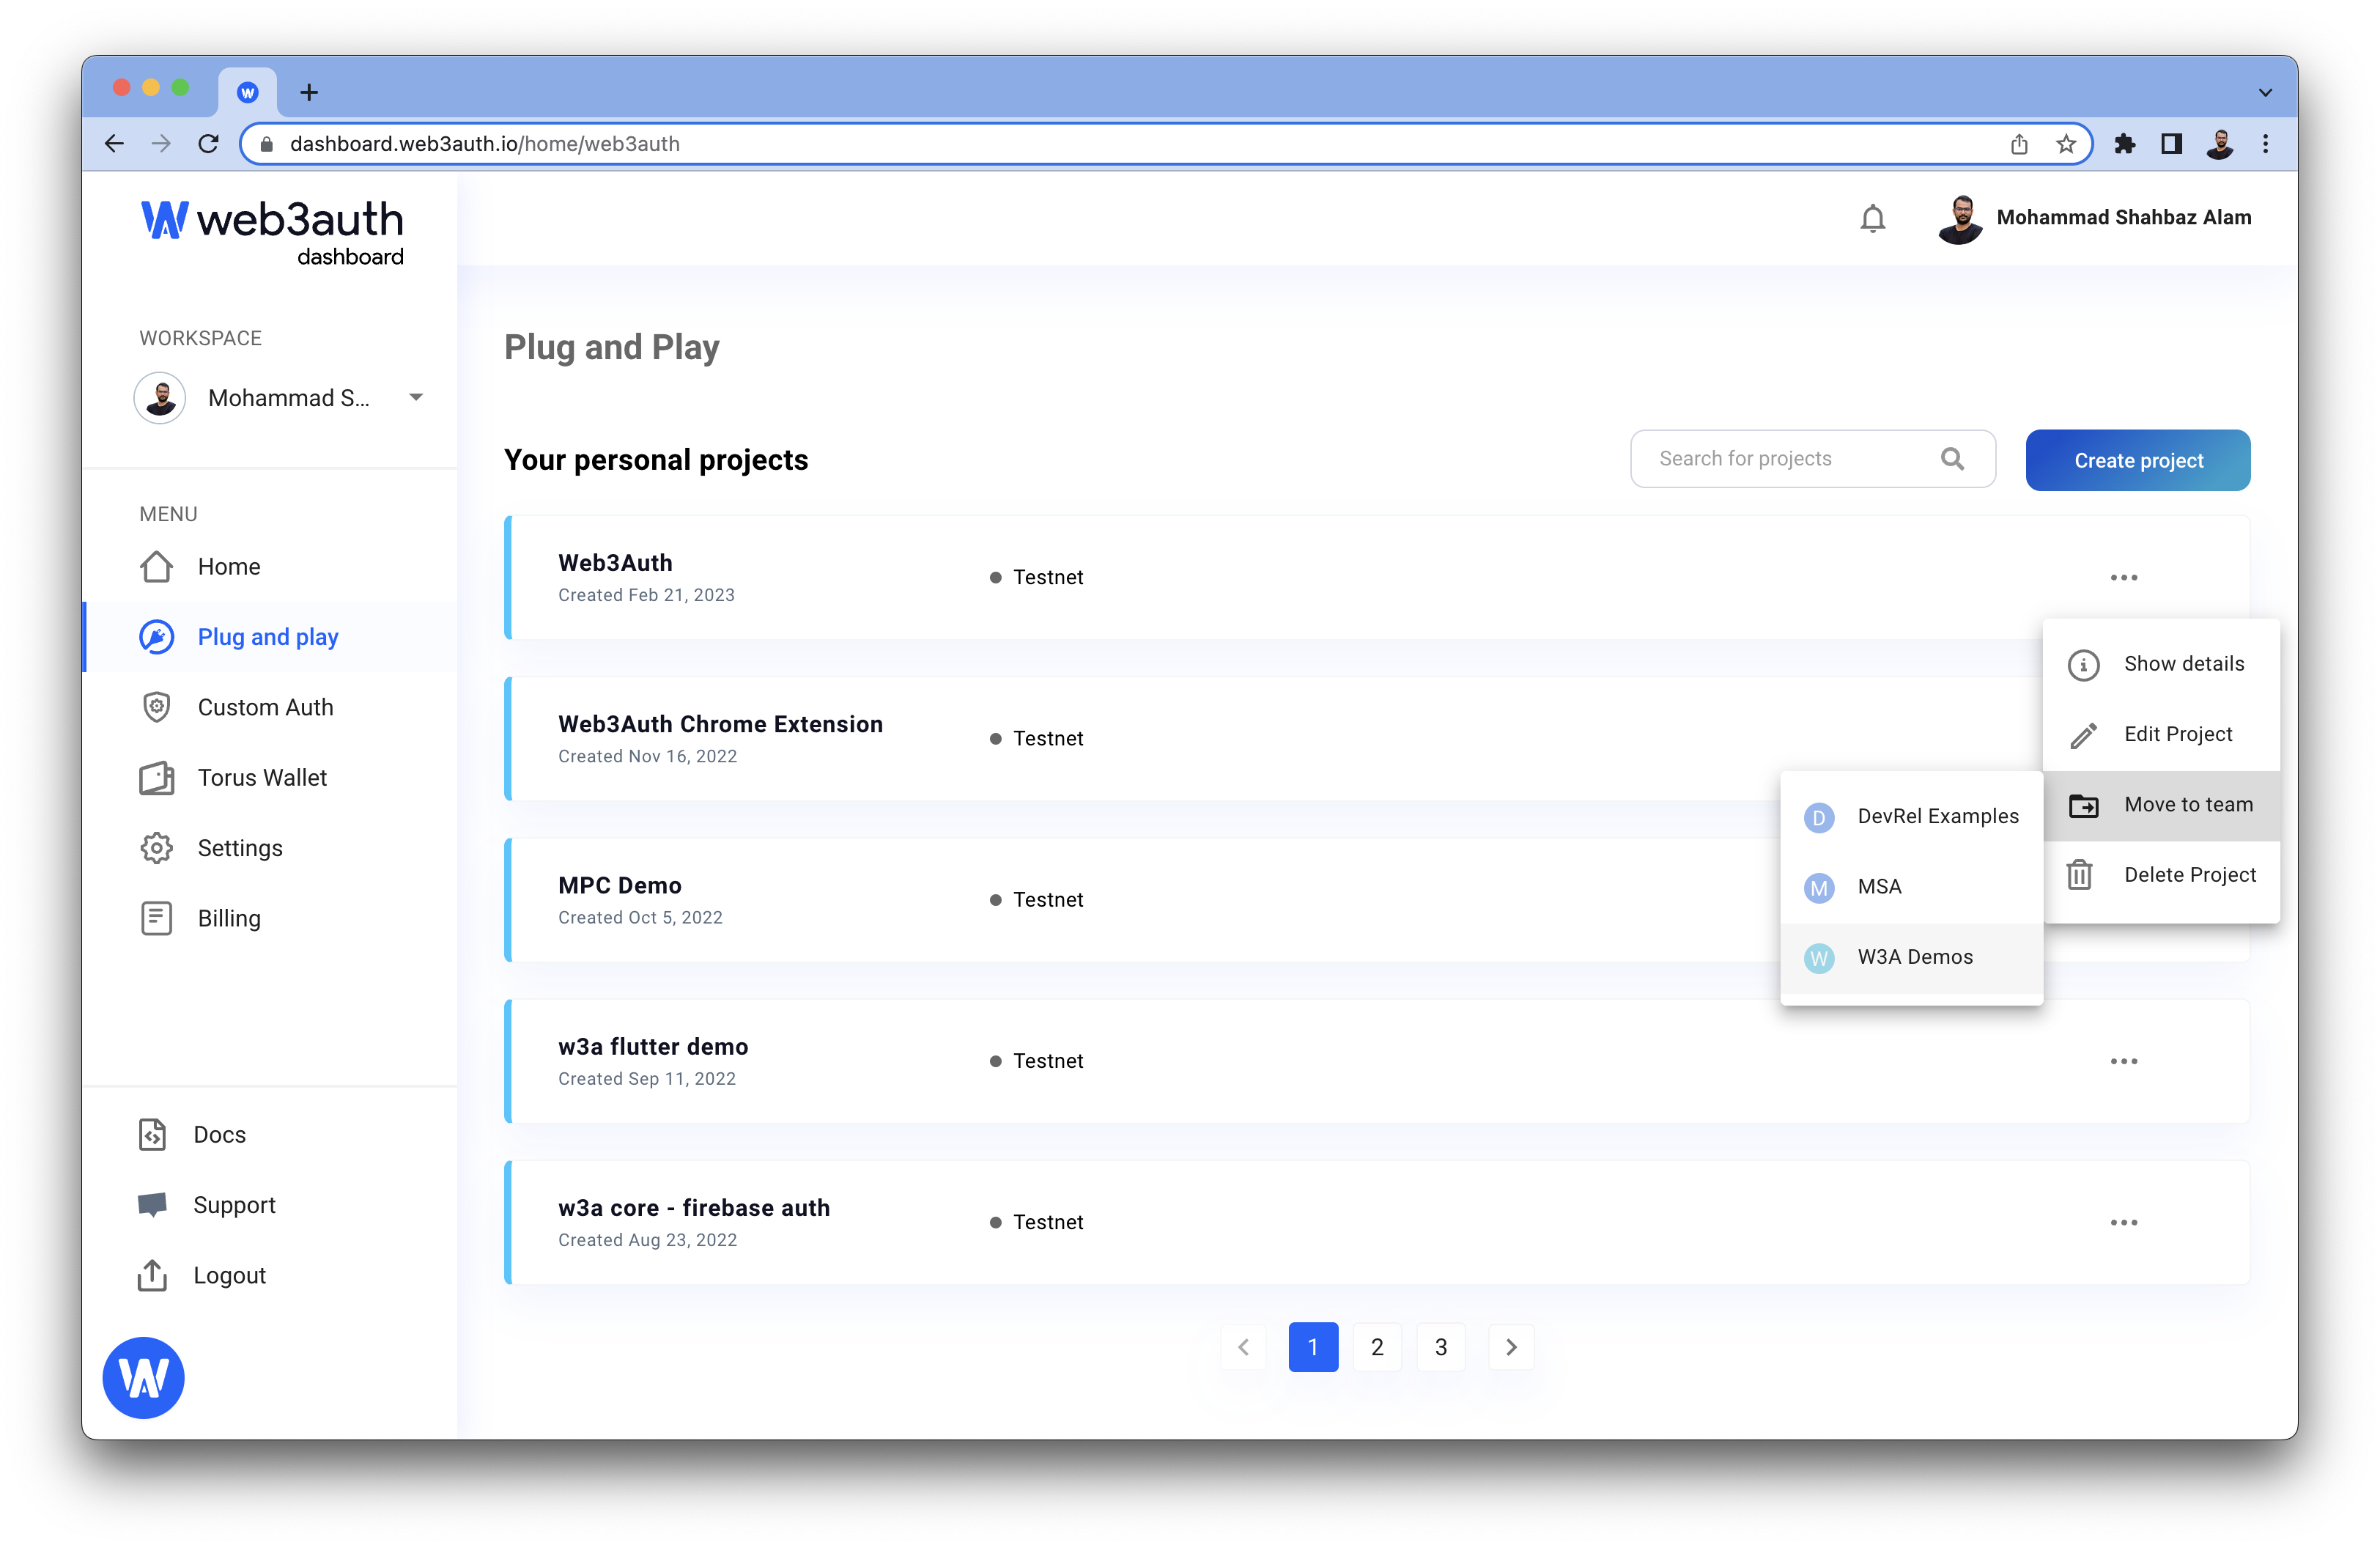 dashboard.web3auth.io/home/web3auth
web3auth
dashboard
Mohammad Shahbaz Alam
WORKSPACE
Mohammad S...
MENU
Home
Plug and play
Custom Auth
Torus Wallet
Settings
Billing
Docs
Support
Logout
Plug and Play
Your personal projects
Search for projects
Create project
Web3Auth
Created Feb 21, 2023
Testnet
Web3Auth Chrome Extension
Created Nov 16, 2022
Testnet
MPC Demo
Created Oct 5, 2022
Testnet
w3a flutter demo
Created Sep 11, 2022
Testnet
w3a core - firebase auth
Created Aug 23, 2022
Testnet
Show details
Edit Project
Move to team
Delete Project
D DevRel Examples
M MSA
W W3A Demos
1 2 3